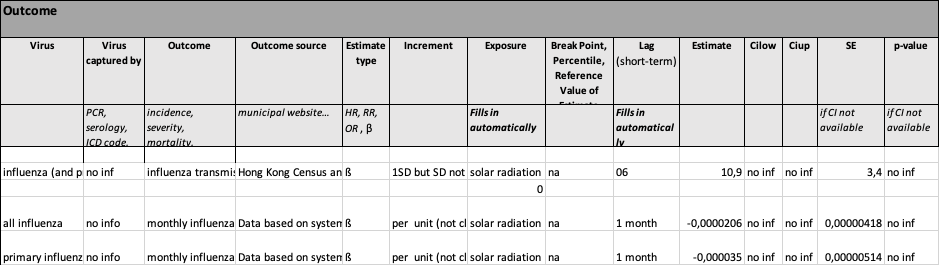 Outcome
Virus Virus captured by Outcome Outcome source Estimate type Increment Exposure Break Point, Percentile, Reference Value of Lag (short-term) Estimate Cilow Ciup SE p-value
PCR, serology, ICD code. incidence, severity, mortality. municipal website... HR, RR, OR , β Fills in automatically Fills in automatical ly if CI not available if CI not available
influenza (and p no inf influenza transmis Hong Kong Census an ß 1SD but SD not solar radiation na 06 10,9 no inf no inf 3,4 no inf
0
all influenza no info monthly influenza Data based on system ß per unit (not cl solar radiation na 1 month -0,0000206 no inf no inf 0,00000418 no inf
primary influenz no info monthly influenza Data based on system ß per unit (not cl solar radiation na 1 month -0,000035 no inf no inf 0,00000514 no inf